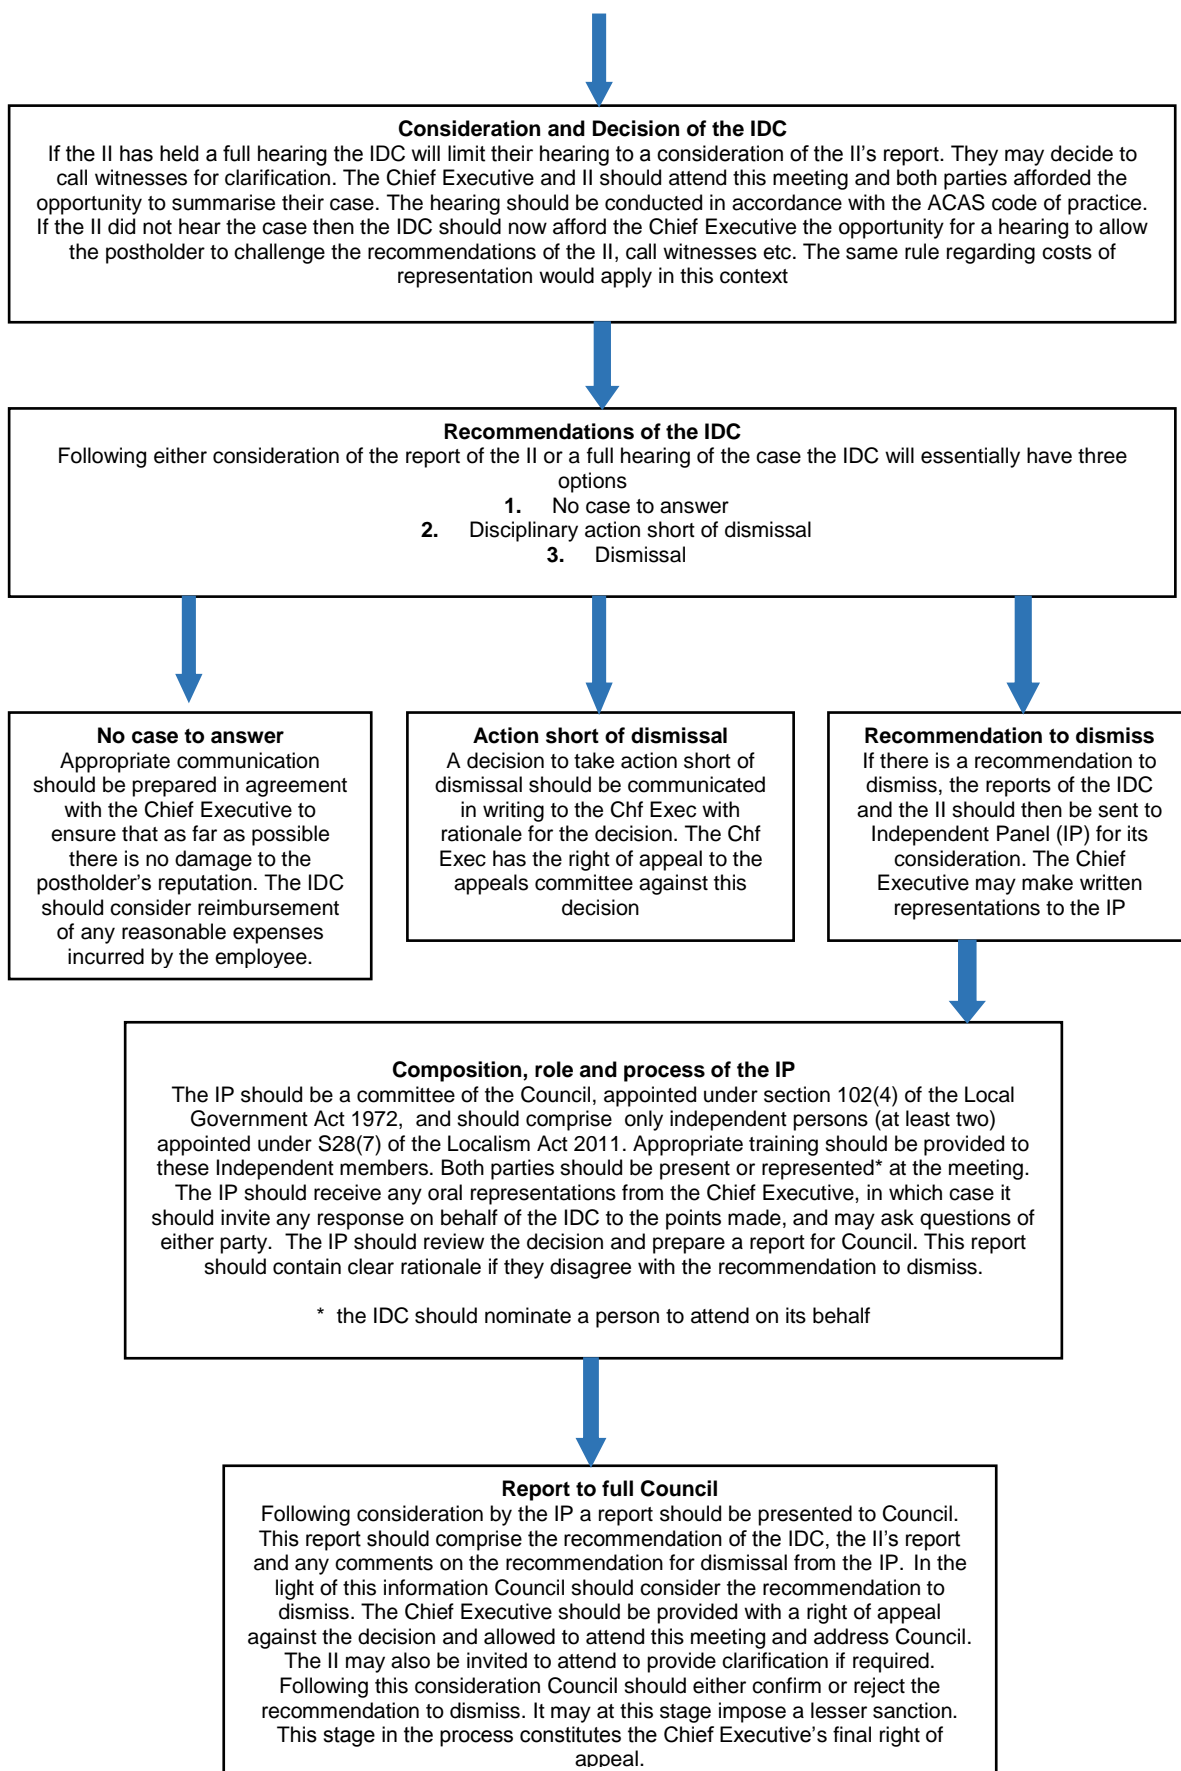 Consideration and Decision of the IDC
If the II has held a full hearing the IDC will limit their hearing to a consideration of the II's report. They may decide to
call witnesses for clarification. The Chief Executive and II should attend this meeting and both parties afforded the
opportunity to summarise their case. The hearing should be conducted in accordance with the ACAS code of practice.
If the II did not hear the case then the IDC should now afford the Chief Executive the opportunity for a hearing to allow
the postholder to challenge the recommendations of the II, call witnesses etc. The same rule regarding costs of
representation would apply in this context
Recommendations of the IDC
Following either consideration of the report of the II or a full hearing of the case the IDC will essentially have three
options
1. No case to answer
2. Disciplinary action short of dismissal
3. Dismissal
No case to answer
Appropriate communication
should be prepared in agreement
with the Chief Executive to
ensure that as far as possible
there is no damage to the
postholder's reputation. The IDC
should consider reimbursement
of any reasonable expenses
incurred by the employee.
Action short of dismissal
A decision to take action short of
dismissal should be communicated
in writing to the Chf Exec with
rationale for the decision. The Chf
Exec has the right of appeal to the
appeals committee against this
decision
Recommendation to dismiss
If there is a recommendation to
dismiss, the reports of the IDC
and the II should then be sent to
Independent Panel (IP) for its
consideration. The Chief
Executive may make written
representations to the IP
Composition, role and process of the IP
The IP should be a committee of the Council, appointed under section 102(4) of the Local
Government Act 1972, and should comprise only independent persons (at least two)
appointed under S28(7) of the Localism Act 2011. Appropriate training should be provided to
these Independent members. Both parties should be present or represented* at the meeting.
The IP should receive any oral representations from the Chief Executive, in which case it
should invite any response on behalf of the IDC to the points made, and may ask questions of
either party. The IP should review the decision and prepare a report for Council. This report
should contain clear rationale if they disagree with the recommendation to dismiss.
* the IDC should nominate a person to attend on its behalf
Report to full Council
Following consideration by the IP a report should be presented to Council.
This report should comprise the recommendation of the IDC, the II's report
and any comments on the recommendation for dismissal from the IP. In the
light of this information Council should consider the recommendation to
dismiss. The Chief Executive should be provided with a right of appeal
against the decision and allowed to attend this meeting and address Council.
The II may also be invited to attend to provide clarification if required.
Following this consideration Council should either confirm or reject the
recommendation to dismiss. It may at this stage impose a lesser sanction.
This stage in the process constitutes the Chief Executive's final right of
appeal.